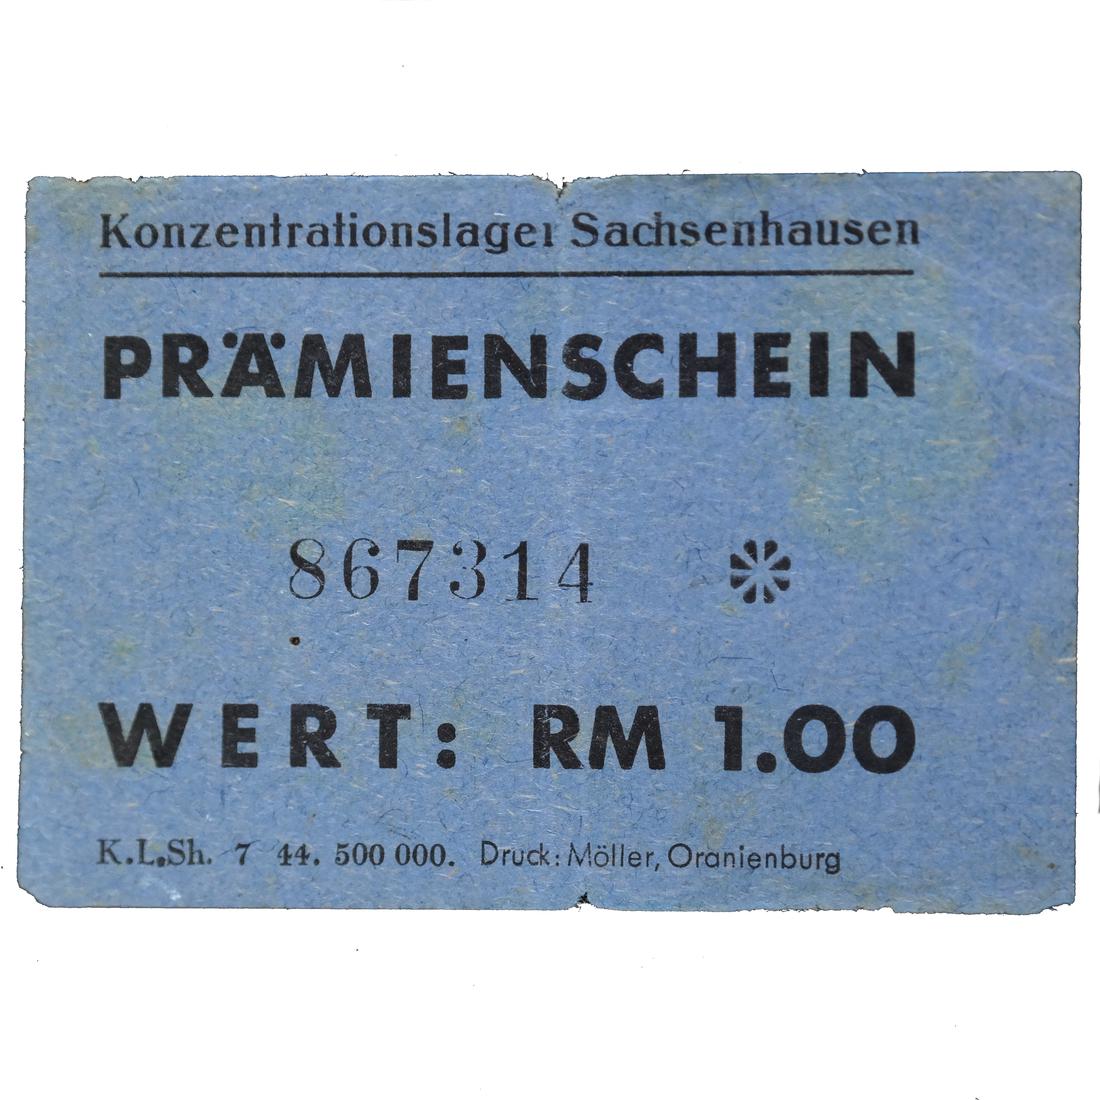 Konzentrationslager Sachsenhausen
PRÄMIENSCHEIN
867314 *
WERT: RM 1.00
K.L.Sh. 7 44. 500 000. Druck: Möller, Oranienburg